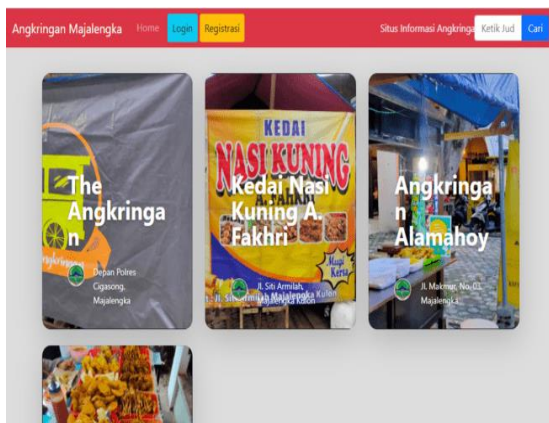 Angkringan Majalengka Home Login Registrasi Situs Informasi Angkringa Ketik Jud Cari
The
Angkringa
n
Depan Polres
Cigasong,
Majalengka
KEDAI
NASI KUNING
A. FAKHRI
Kedai Nasi
Kuning A.
Fakhri
Jl. Siti Armilah,
Majalengka Kulon
Angkringa
n
Alamahoy
Jl. Makmur, No. 03,
Majalengka